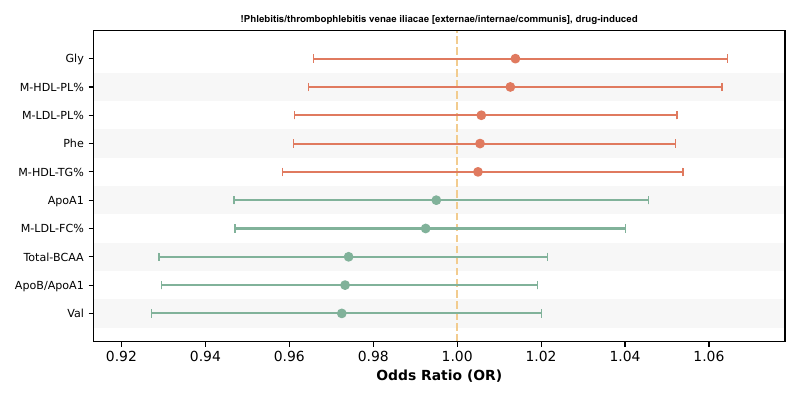 !Phlebitis/thrombophlebitis venae iliacae [externae/internae/communis], drug-induced
Gly
M-HDL-PL%
M-LDL-PL%
Phe
M-HDL-TG%
ApoA1
M-LDL-FC%
Total-BCAA
ApoB/ApoA1
Val
0.92 0.94 0.96 0.98 1.00 1.02 1.04 1.06
Odds Ratio (OR)